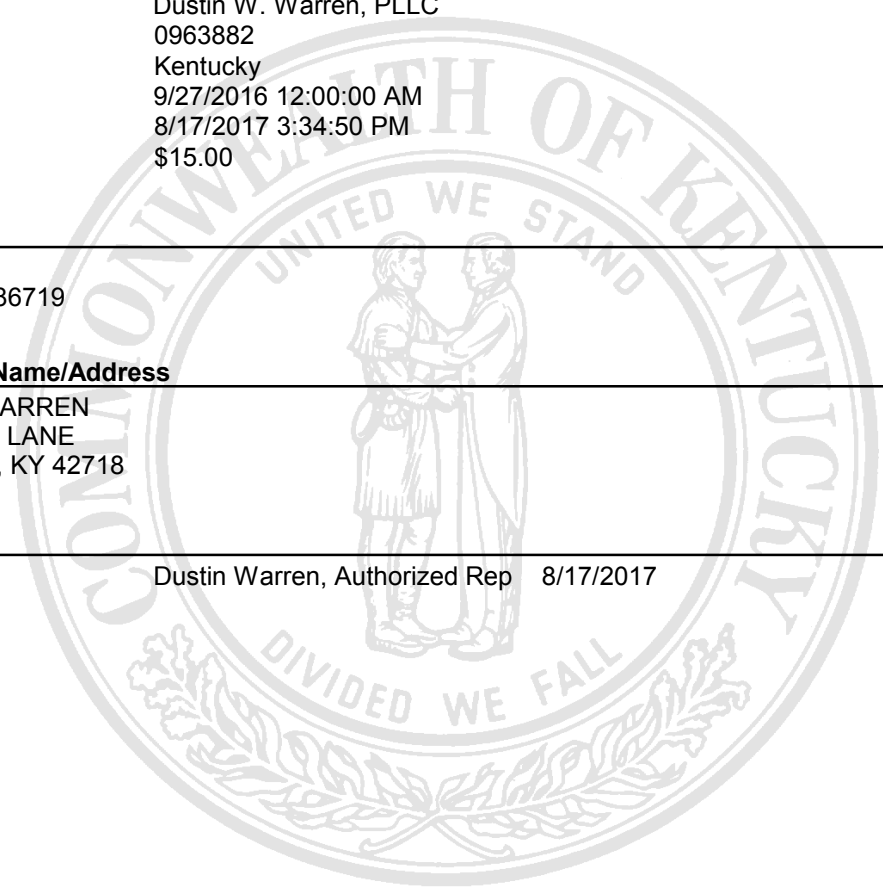 Dustin W. Warren, PLLC
0963882
Kentucky
9/27/2016 12:00:00 AM
8/17/2017 3:34:50 PM
$15.00
36719
Name/Address
ARREN
LANE
, KY 42718
Dustin Warren, Authorized Rep 8/17/2017
COMMONWEALTH OF KENTUCKY
UNITED WE STAND
DIVIDED WE FALL